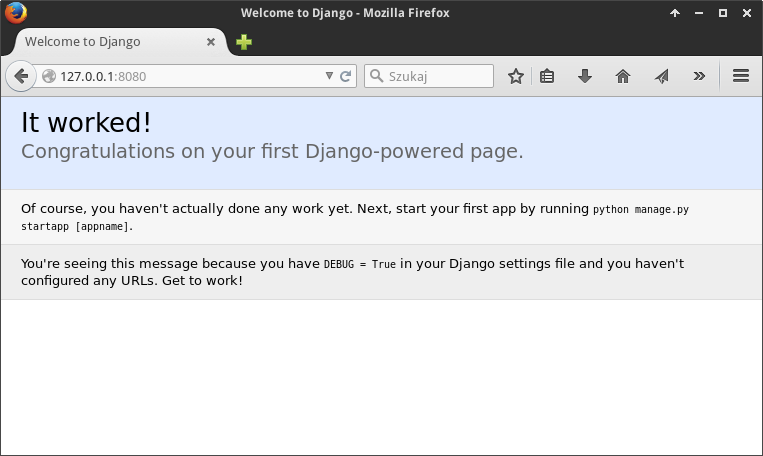 Welcome to Django - Mozilla Firefox
Welcome to Django
127.0.0.1:8080
Szukaj
It worked!
Congratulations on your first Django-powered page.
Of course, you haven't actually done any work yet. Next, start your first app by running python manage.py
startapp [appname].
You're seeing this message because you have DEBUG = True in your Django settings file and you haven't
configured any URLs. Get to work!